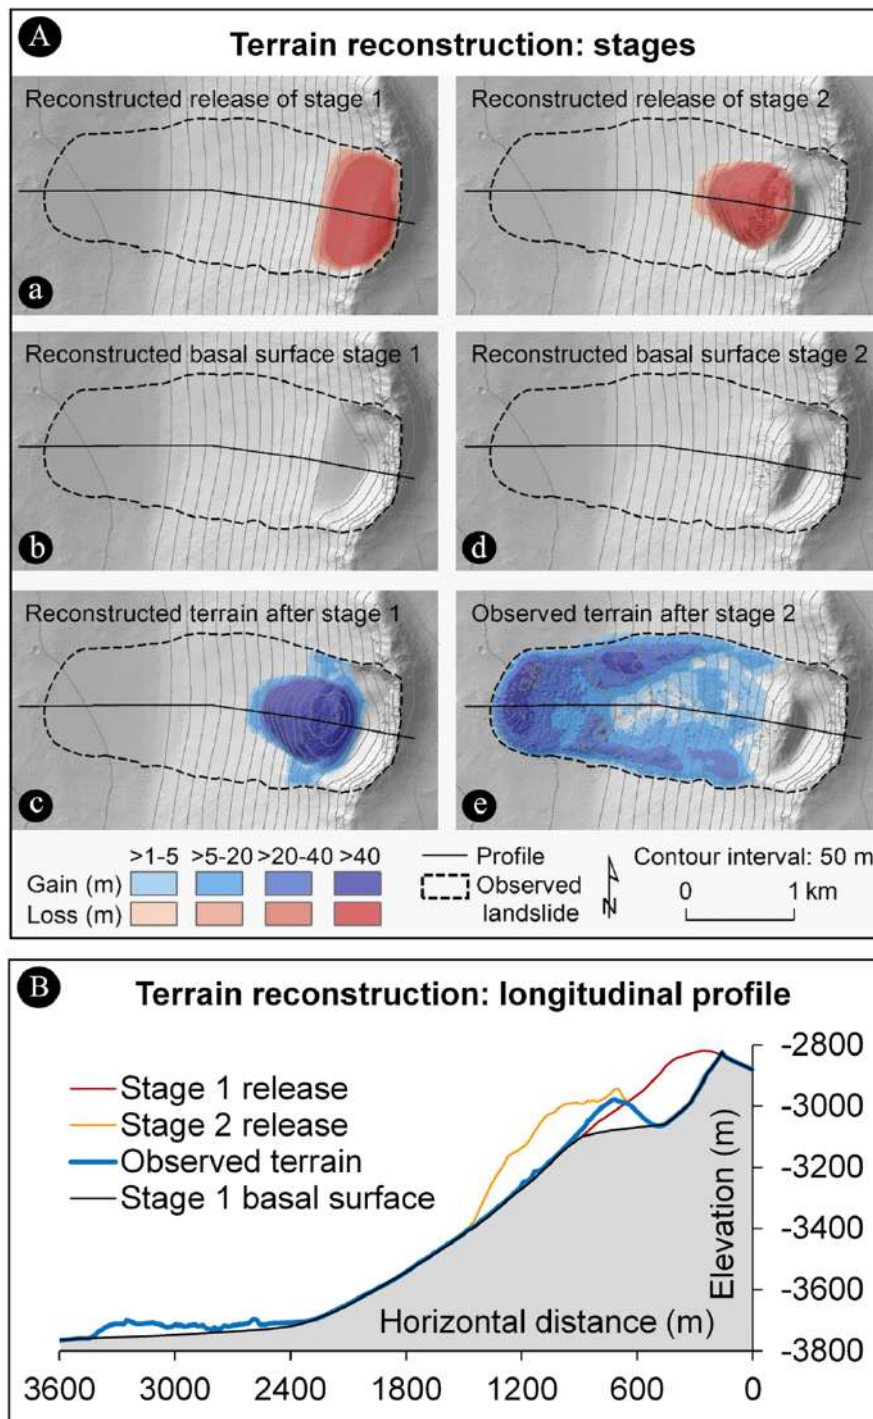 A
Terrain reconstruction: stages
Reconstructed release of stage 1
a
Reconstructed release of stage 2
Reconstructed basal surface stage 1
b
Reconstructed basal surface stage 2
d
Reconstructed terrain after stage 1
c
Observed terrain after stage 2
e
>1-5 >5-20 >20-40 >40
Gain (m)
Loss (m)
Profile
Observed
landslide
N
Contour interval: 50 m
0 1 km
B
Terrain reconstruction: longitudinal profile
Stage 1 release
Stage 2 release
Observed terrain
Stage 1 basal surface
-2800
-3000
-3200
-3400
-3600
-3800
Elevation (m)
Horizontal distance (m)
3600 3000 2400 1800 1200 600 0